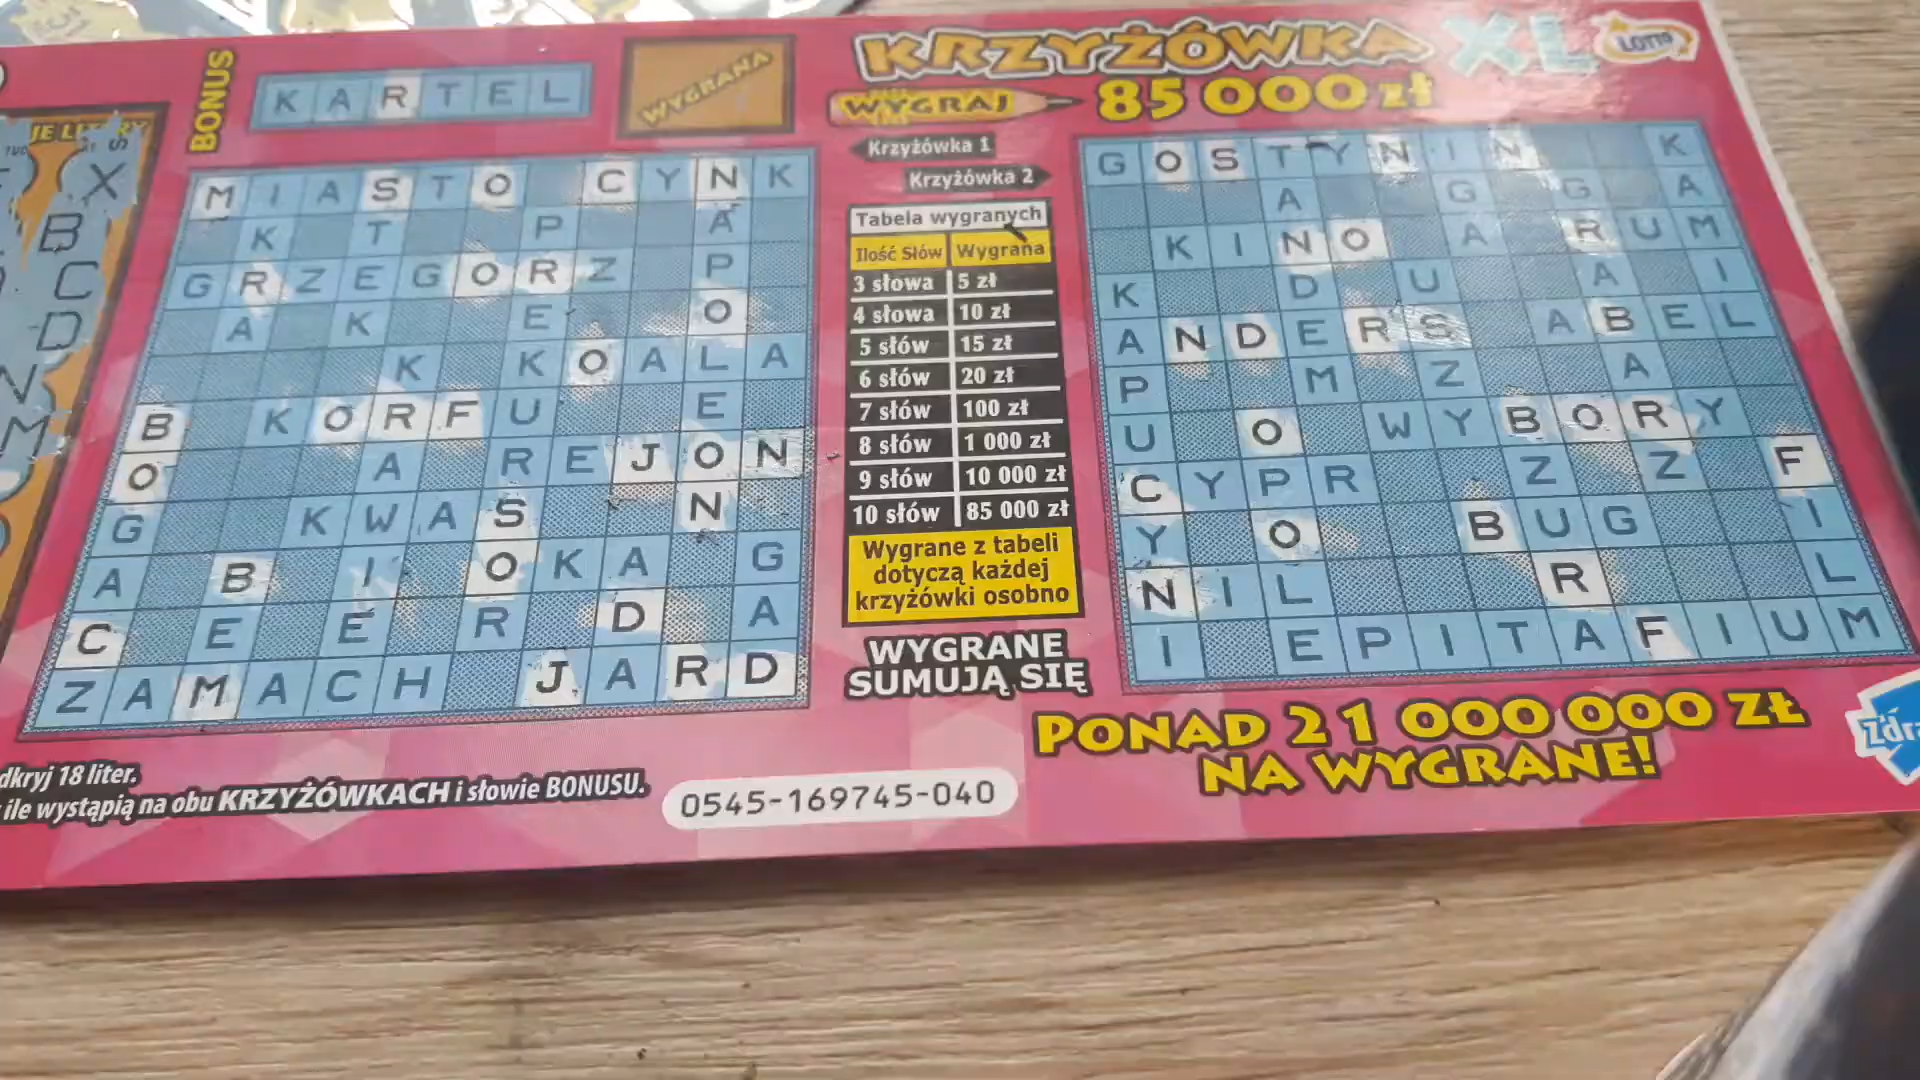 BONUS
KARTEL
WYGRANA
KRZYŻÓWKA XL
LOTTO
WYGRAJ 85 000 zł
JE LITERY
X
B
C
D
N
M
Krzyżówka 1
Krzyżówka 2
Tabela wygranych
Ilość Słów Wygrana
3 słowa 5 zł
4 słowa 10 zł
5 słów 15 zł
6 słów 20 zł
7 słów 100 zł
8 słów 1 000 zł
9 słów 10 000 zł
10 słów 85 000 zł
Wygrane z tabeli
dotyczą każdej
krzyżówki osobno
WYGRANE
SUMUJĄ SIĘ
MIASTO CYNK
K T P A
GRZEGORZ P
A K E O
K KOALA
B KORF U E
O A REJON
G KWAS N
A B I OKA G
C E E R D A
ZAMACH JARD
GOSTYNIN K
A G G A
KINO A RUM
K D U A I
ANDERS ABEL
P M Z A
U O WYBORY
CYPR Z Z F
Y O BUG I
NIL R L
I EPITAFIUM
PONAD 21 000 000 ZŁ
NA WYGRANE!
dkryj 18 liter.
ile wystąpią na obu KRZYŻÓWKACH i słowie BONUSU.
0545-169745-040